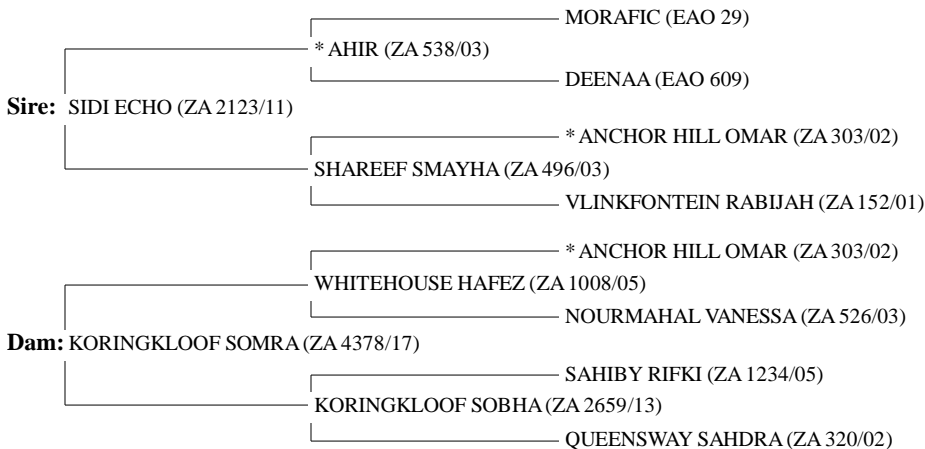 MORAFIC (EAO 29)
* AHIR (ZA 538/03)
DEENAA (EAO 609)
Sire: SIDI ECHO (ZA 2123/11)
* ANCHOR HILL OMAR (ZA 303/02)
SHAREEF SMAYHA (ZA 496/03)
VLINKFONTEIN RABIJAH (ZA 152/01)
* ANCHOR HILL OMAR (ZA 303/02)
WHITEHOUSE HAFEZ (ZA 1008/05)
NOURMAHAL VANESSA (ZA 526/03)
Dam: KORINGKLOOF SOMRA (ZA 4378/17)
SAHIBY RIFKI (ZA 1234/05)
KORINGKLOOF SOBHA (ZA 2659/13)
QUEENSWAY SAHDRA (ZA 320/02)